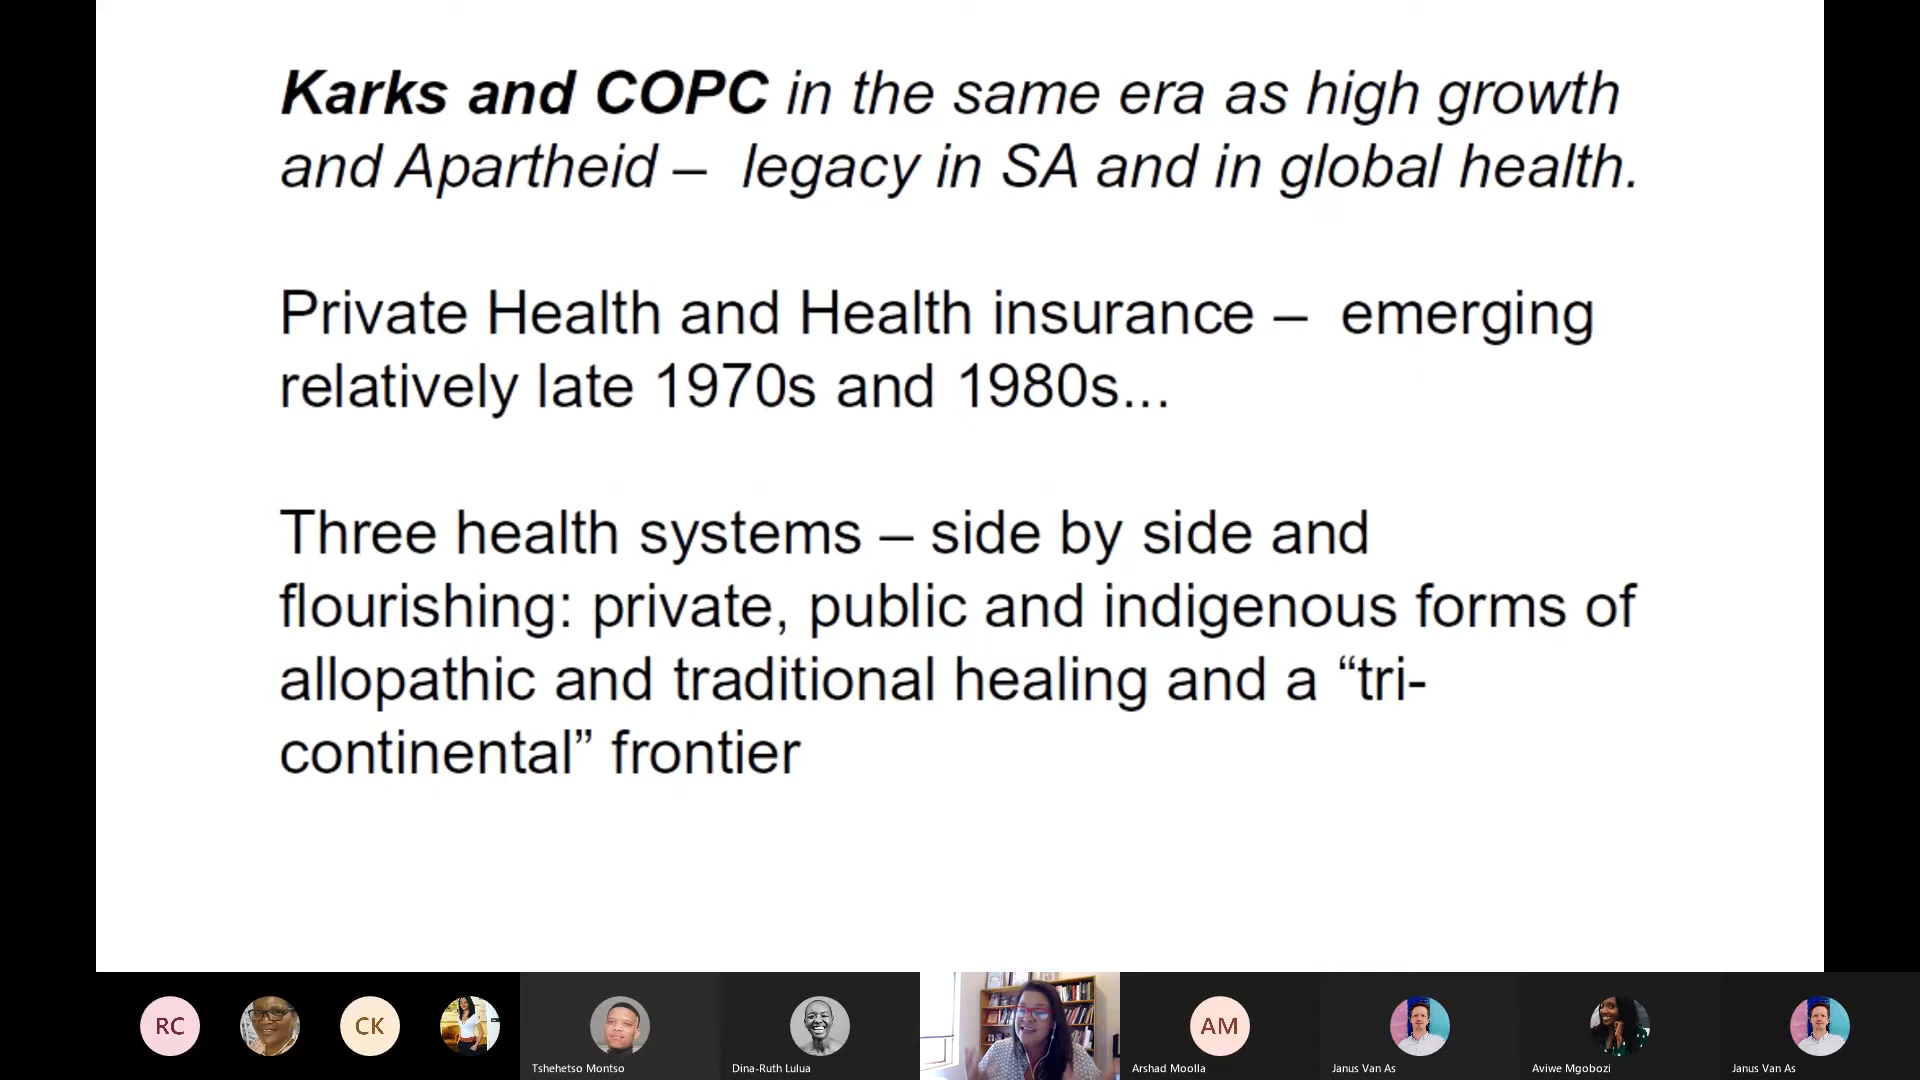 Karks and COPC in the same era as high growth
and Apartheid – legacy in SA and in global health.
Private Health and Health insurance – emerging
relatively late 1970s and 1980s...
Three health systems – side by side and
flourishing: private, public and indigenous forms of
allopathic and traditional healing and a “tri-
continental” frontier
RC
CK
AM
Tshehetso Montso
Dina-Ruth Lulua
Arshad Moolla
Janus Van As
Aviwe Mgobozi
Janus Van As